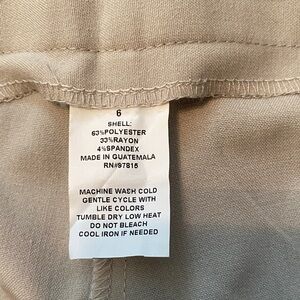 6
SHELL:
63%POLYESTER
33%RAYON
4%SPANDEX
MADE IN GUATEMALA
RN#97815
MACHINE WASH COLD
GENTLE CYCLE WITH
LIKE COLORS
TUMBLE DRY LOW HEAT
DO NOT BLEACH
COOL IRON IF NEEDED